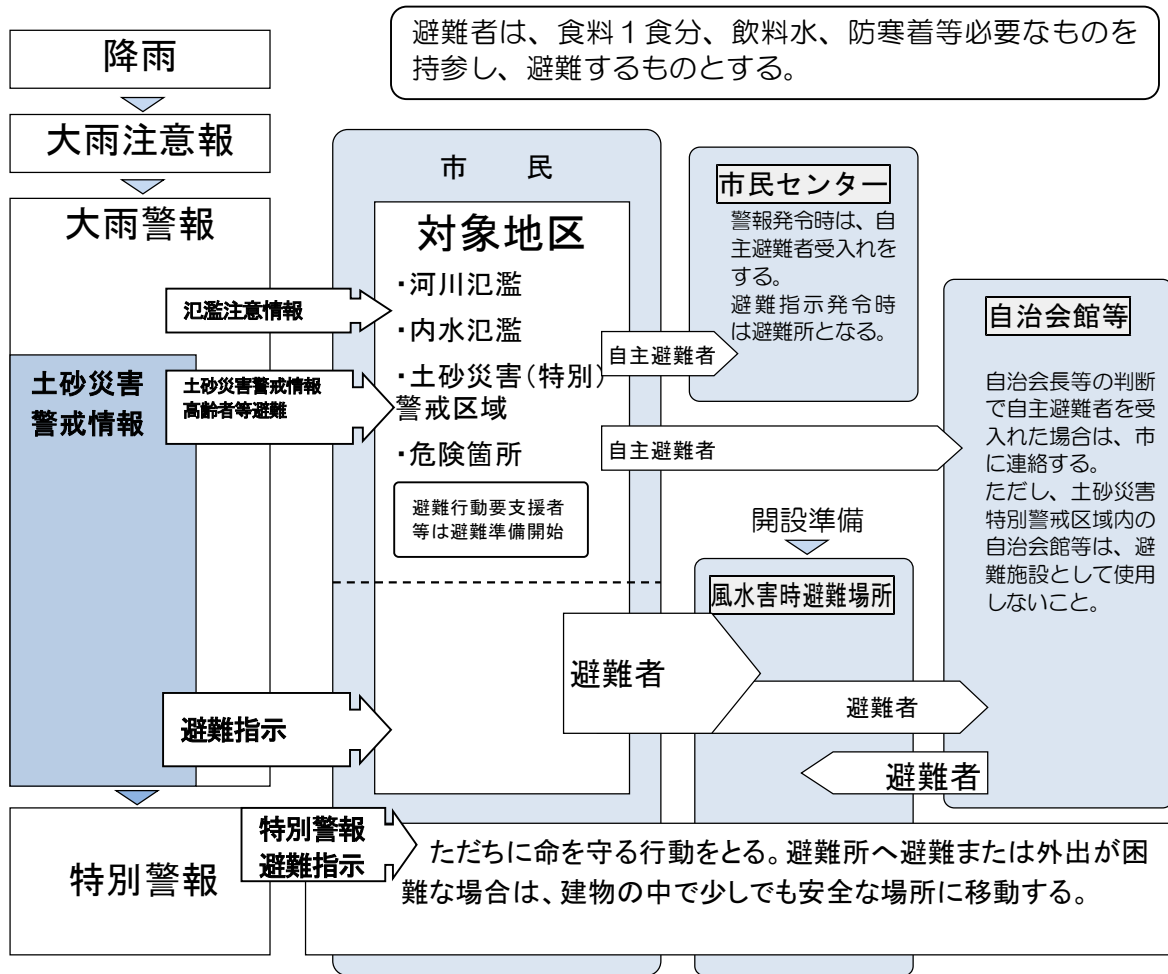 避難者は、食料１食分、飲料水、防寒着等必要なものを
持参し、避難するものとする。
降雨
大雨注意報
大雨警報
土砂災害
警戒情報
特別警報
氾濫注意情報
土砂災害警戒情報
高齢者等避難
避難指示
特別警報
避難指示
市　民
対象地区
・河川氾濫
・内水氾濫
・土砂災害（特別）
警戒区域
・危険箇所
避難行動要支援者
等は避難準備開始
自主避難者
自主避難者
避難者
避難者
避難者
市民センター
警報発令時は、自
主避難者受入れを
する。
避難指示発令時
は避難所となる。
開設準備
風水害時避難場所
自治会館等
自治会長等の判断
で自主避難者を受
入れた場合は、市
に連絡する。
ただし、土砂災害
特別警戒区域内の
自治会館等は、避
難施設として使用
しないこと。
ただちに命を守る行動をとる。避難所へ避難または外出が困
難な場合は、建物の中で少しでも安全な場所に移動する。